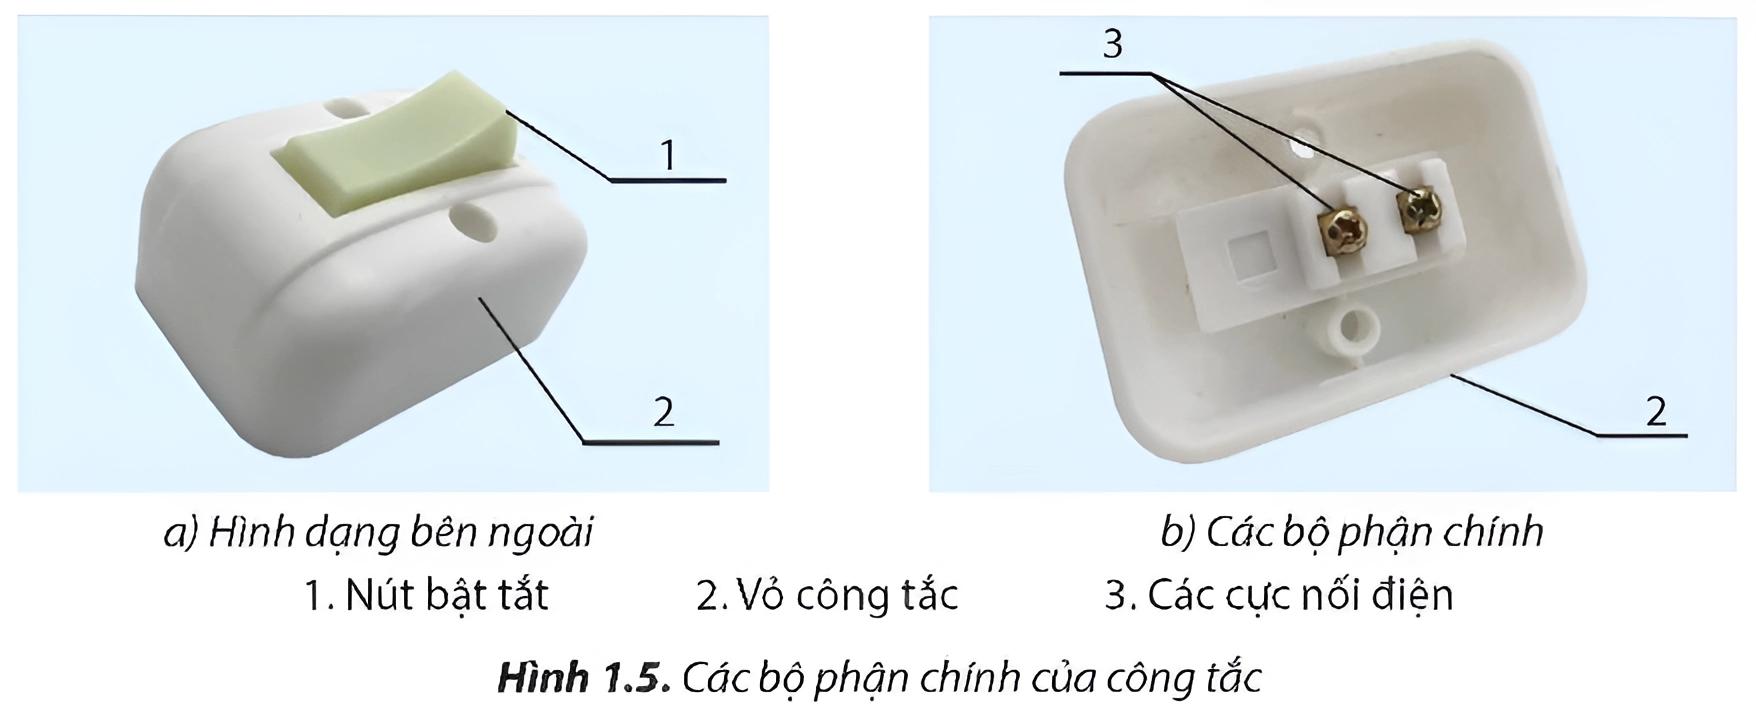 1
2
3
2
a) Hình dạng bên ngoài
b) Các bộ phận chính
1. Nút bật tắt 2. Vỏ công tắc 3. Các cực nối điện
Hình 1.5. Các bộ phận chính của công tắc